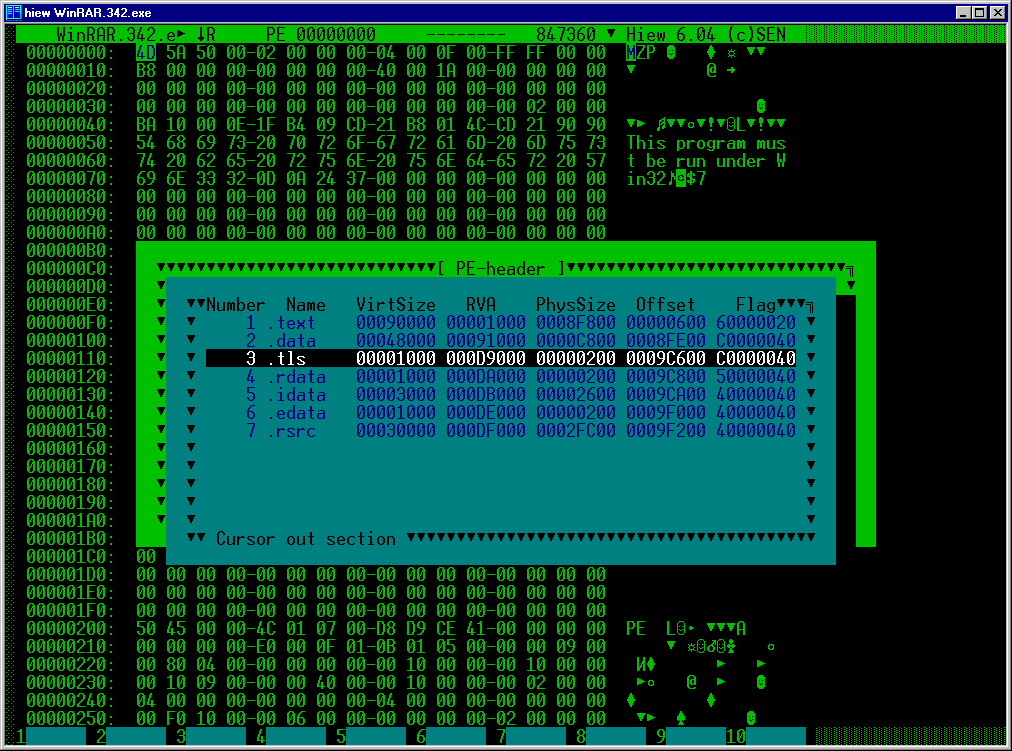 hiew WinRAR.342.exe
WinRAR.342.e► ↓R PE 00000000 -------- 847360 ▼ Hiew 6.04 (c)SEN
00000000: 4D 5A 50 00-02 00 00 00-04 00 0F 00-FF FF 00 00 MZP
00000010: B8 00 00 00-00 00 00 00-40 00 1A 00-00 00 00 00 @
00000020: 00 00 00 00-00 00 00 00-00 00 00 00-00 00 00 00
00000030: 00 00 00 00-00 00 00 00-00 00 00 00-00 02 00 00
00000040: BA 10 00 0E-1F B4 09 CD-21 B8 01 4C-CD 21 90 90 ! L !
00000050: 54 68 69 73-20 70 72 6F-67 72 61 6D-20 6D 75 73 This program mus
00000060: 74 20 62 65-20 72 75 6E-20 75 6E 64-65 72 20 57 t be run under W
00000070: 69 6E 33 32-0D 0A 24 37-00 00 00 00-00 00 00 00 in32♪◙$7
00000080: 00 00 00 00-00 00 00 00-00 00 00 00-00 00 00 00
00000090: 00 00 00 00-00 00 00 00-00 00 00 00-00 00 00 00
000000A0: 00 00 00 00-00 00 00 00-00 00 00 00-00 00 00 00
000000B0:
000000C0: [ PE-header ]
000000D0:
000000E0: Number Name VirtSize RVA PhysSize Offset Flag
000000F0: 1 .text 00090000 00001000 0008F800 00000600 60000020
00000100: 2 .data 00048000 00091000 0000C800 0008FE00 C0000040
00000110: 3 .tls 00001000 000D9000 00000200 0009C600 C0000040
00000120: 4 .rdata 00001000 000DA000 00000200 0009C800 50000040
00000130: 5 .idata 00003000 000DB000 00002600 0009CA00 40000040
00000140: 6 .edata 00001000 000DE000 00000200 0009F000 40000040
00000150: 7 .rsrc 00030000 000DF000 0002FC00 0009F200 40000040
00000160:
00000170:
00000180:
00000190:
000001A0:
000001B0: Cursor out section
000001C0: 00
000001D0: 00 00 00 00-00 00 00 00-00 00 00 00-00 00 00 00
000001E0: 00 00 00 00-00 00 00 00-00 00 00 00-00 00 00 00
000001F0: 00 00 00 00-00 00 00 00-00 00 00 00-00 00 00 00
00000200: 50 45 00 00-4C 01 07 00-D8 D9 CE 41-00 00 00 00 PE L A
00000210: 00 00 00 00-E0 00 0F 01-0B 01 05 00-00 00 09 00
00000220: 00 80 04 00-00 00 00 00-00 10 00 00-00 10 00 00 И
00000230: 00 10 09 00-00 00 40 00-00 10 00 00-00 02 00 00 @
00000240: 04 00 00 00-00 00 00 00-04 00 00 00-00 00 00 00
00000250: 00 F0 10 00-00 06 00 00-00 00 00 00-02 00 00 00
1 2 3 4 5 6 7 8 9 10